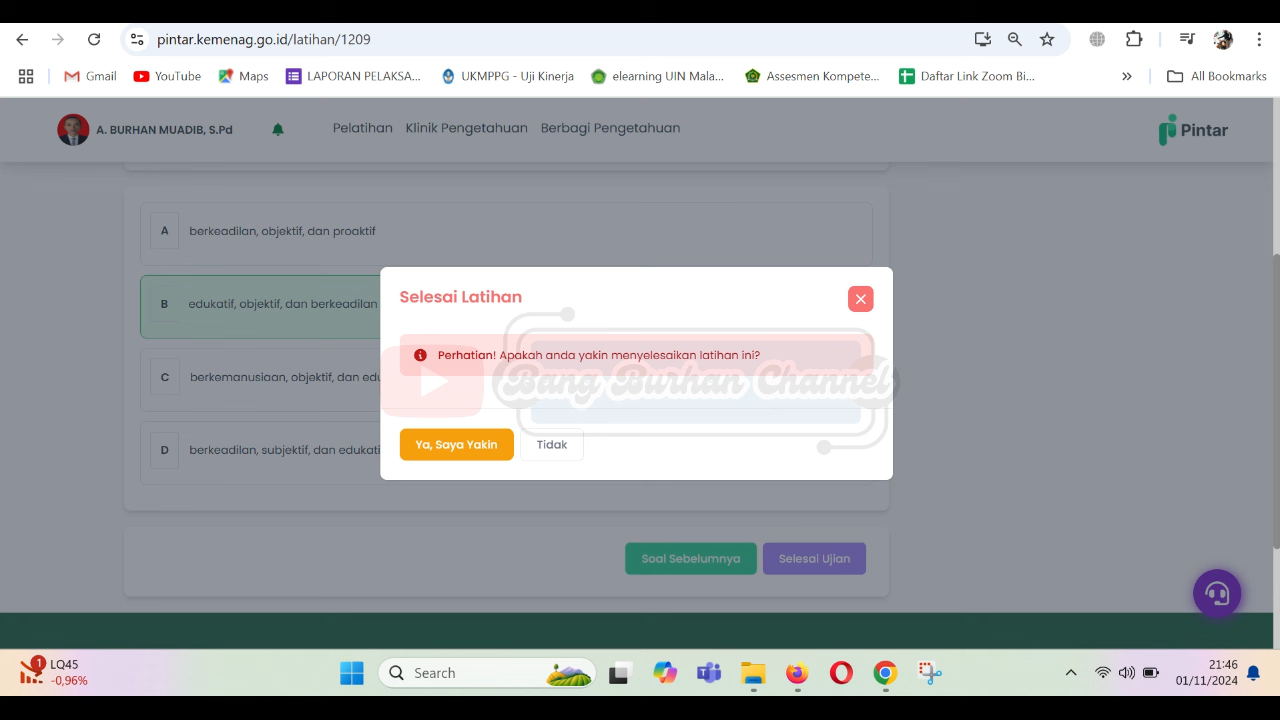 pintar.kemenag.go.id/latihan/1209
Gmail YouTube Maps LAPORAN PELAKSA... UKMPPG - Uji Kinerja elearning UIN Mala... Assesmen Kompete... Daftar Link Zoom Bi... » All Bookmarks
A. BURHAN MUADIB, S.Pd Pelatihan Klinik Pengetahuan Berbagi Pengetahuan Pintar
A berkeadilan, objektif, dan proaktif
B edukatif, objektif, dan berkeadilan
C berkemanusiaan, objektif, dan edu
D berkeadilan, subjektif, dan edukati
Selesai Latihan
Perhatian! Apakah anda yakin menyelesaikan latihan ini?
Bang Burhan Channel
Ya, Saya Yakin Tidak
Soal Sebelumnya Selesai Ujian
1 LQ45
-0,96%
Search
21:46
01/11/2024